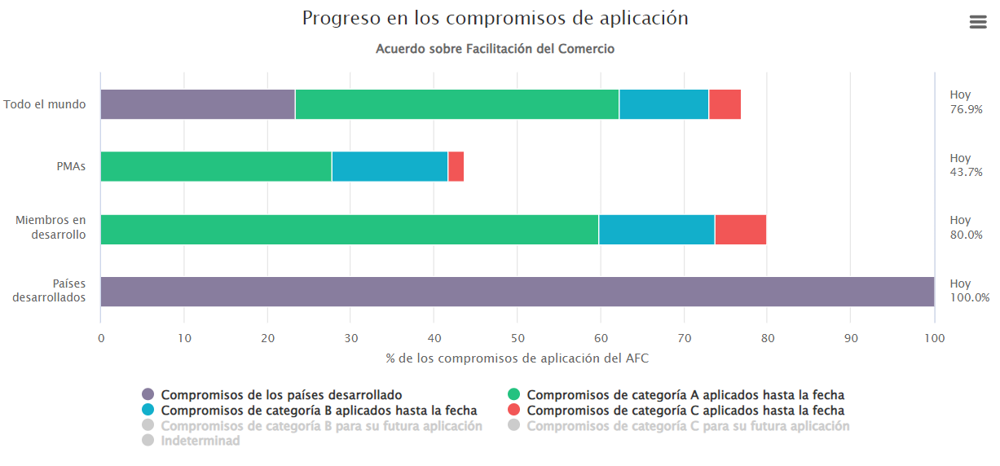 Progreso en los compromisos de aplicación
Acuerdo sobre Facilitación del Comercio
Todo el mundo
Hoy
76.9%
PMAs
Hoy
43.7%
Miembros en
desarrollo
Hoy
80.0%
Países
desarrollados
Hoy
100.0%
0 10 20 30 40 50 60 70 80 90 100
% de los compromisos de aplicación del AFC
Compromisos de los países desarrollado
Compromisos de categoría A aplicados hasta la fecha
Compromisos de categoría B aplicados hasta la fecha
Compromisos de categoría C aplicados hasta la fecha
Compromisos de categoría B para su futura aplicación
Compromisos de categoría C para su futura aplicación
Indeterminad